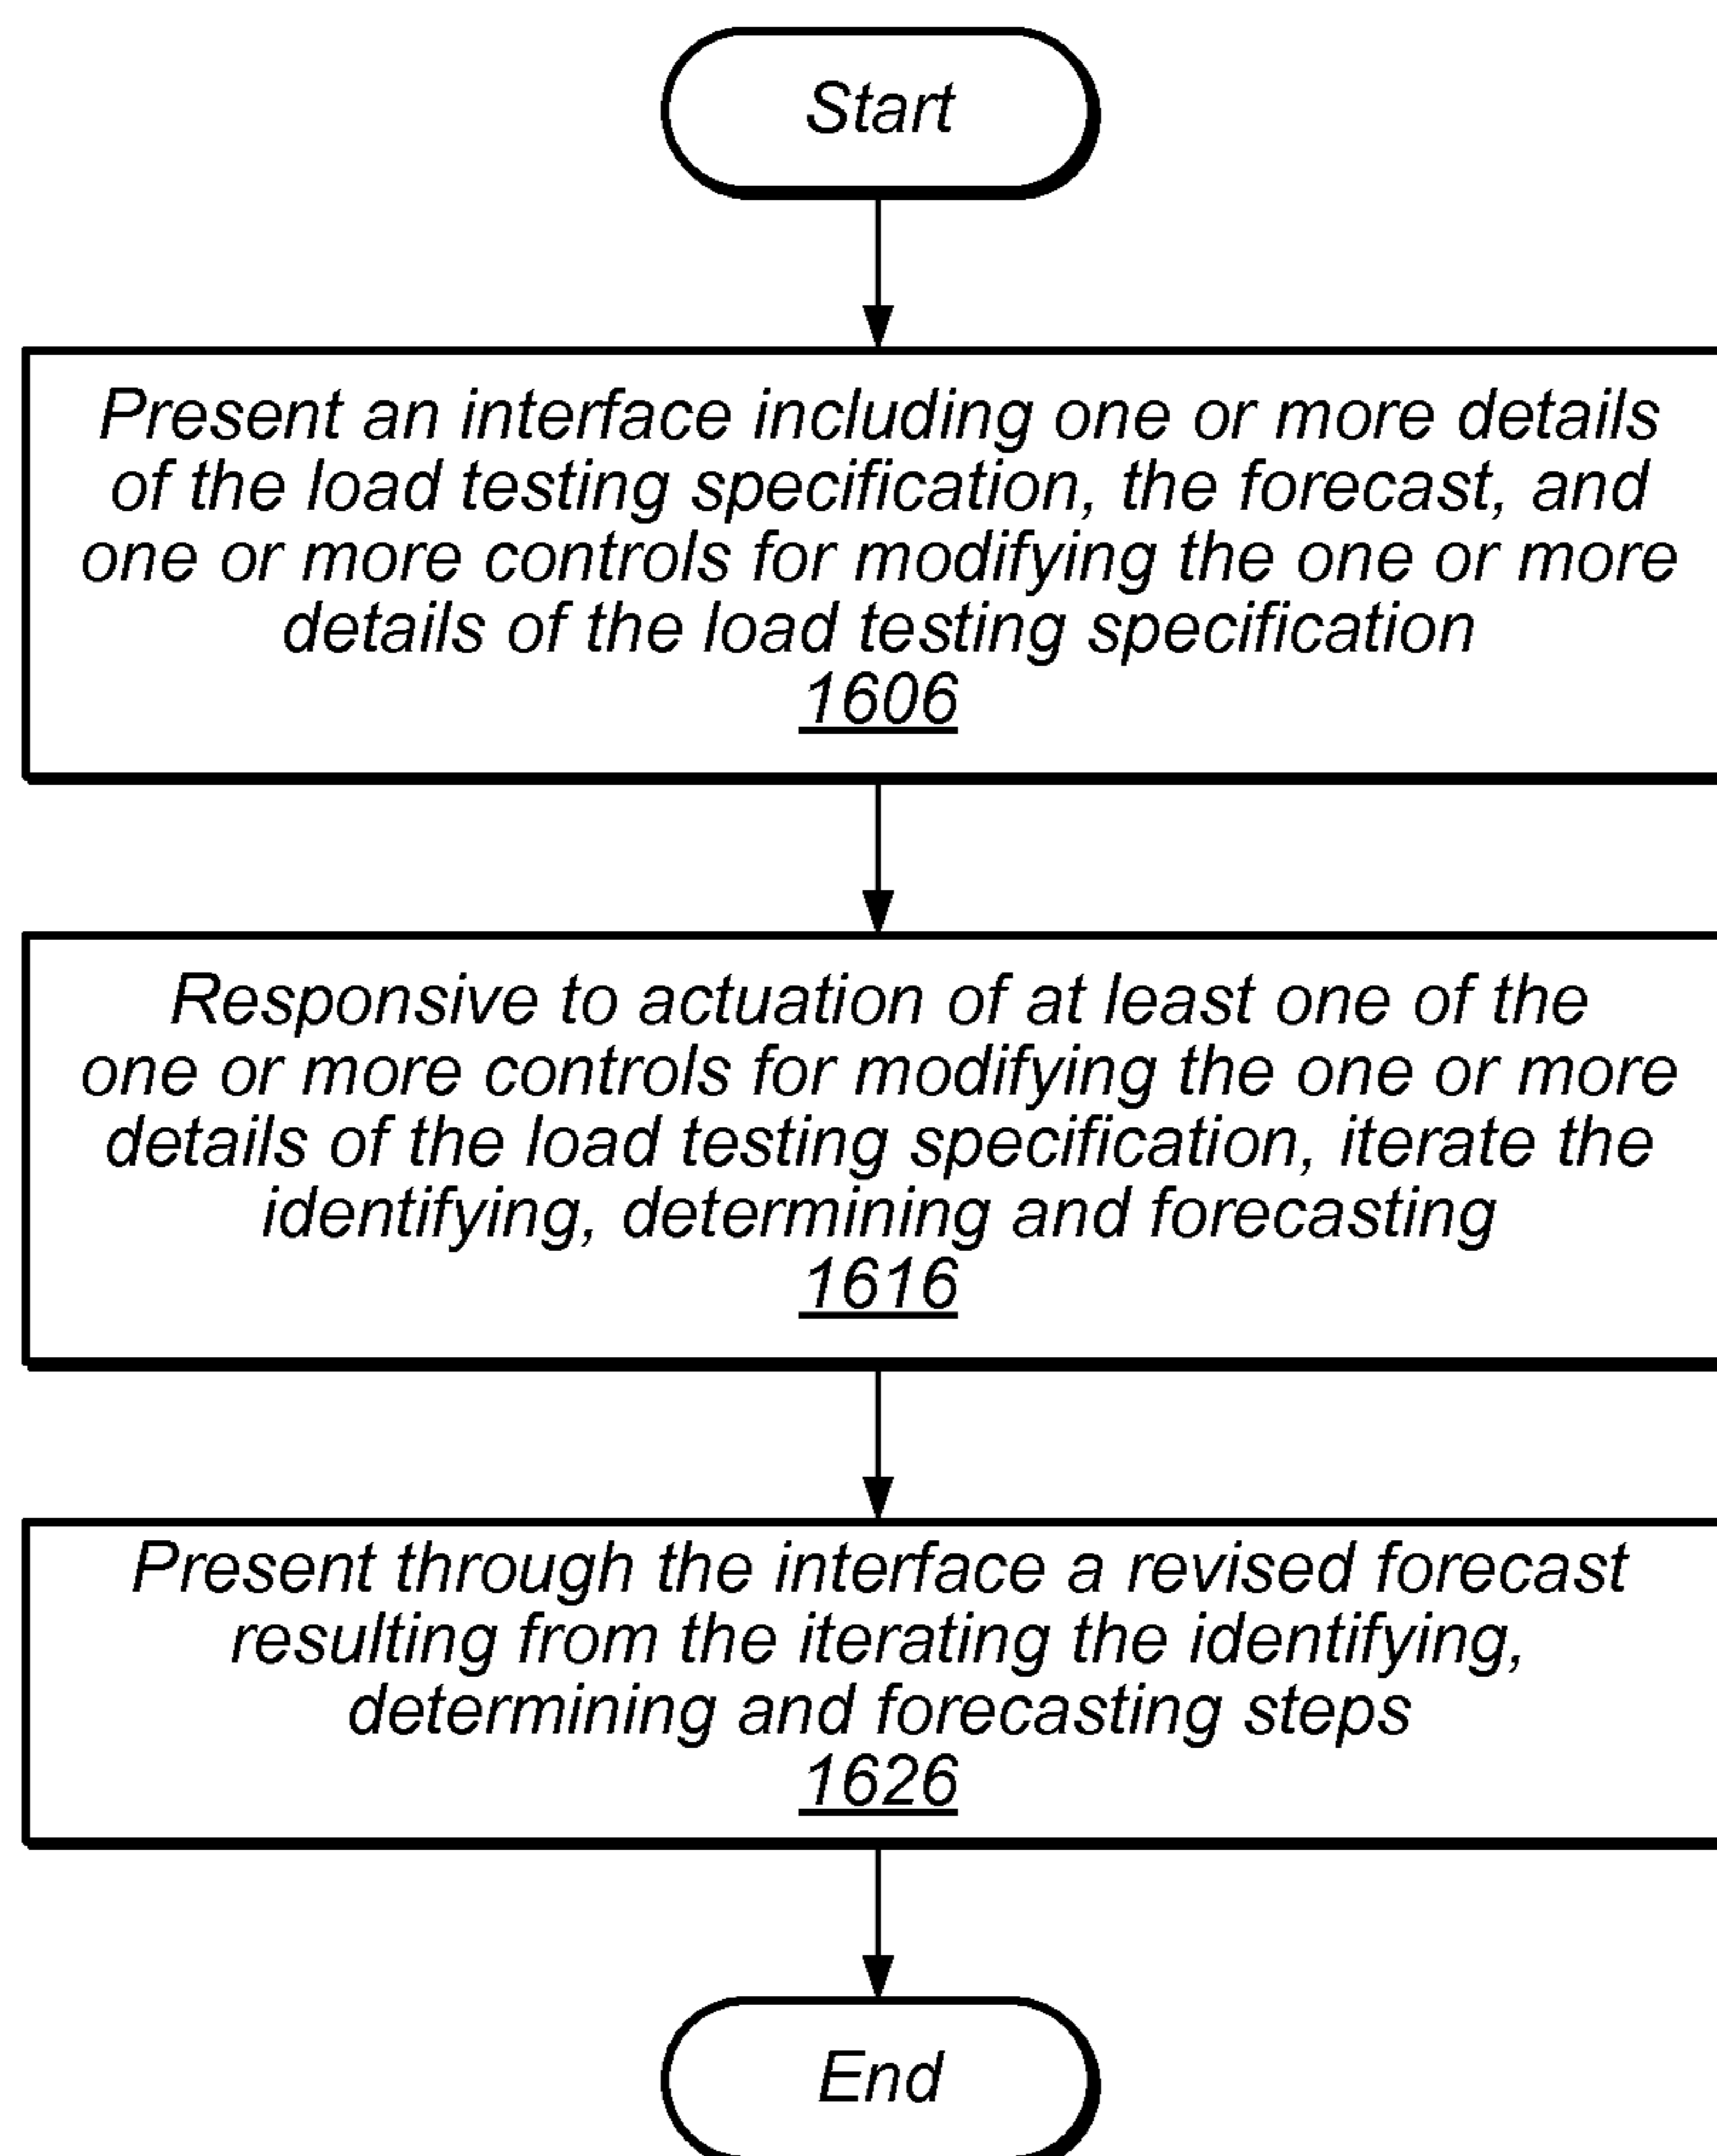 Start
Present an interface including one or more details
of the load testing specification, the forecast, and
one or more controls for modifying the one or more
details of the load testing specification
1606
Responsive to actuation of at least one of the
one or more controls for modifying the one or more
details of the load testing specification, iterate the
identifying, determining and forecasting
1616
Present through the interface a revised forecast
resulting from the iterating the identifying,
determining and forecasting steps
1626
End